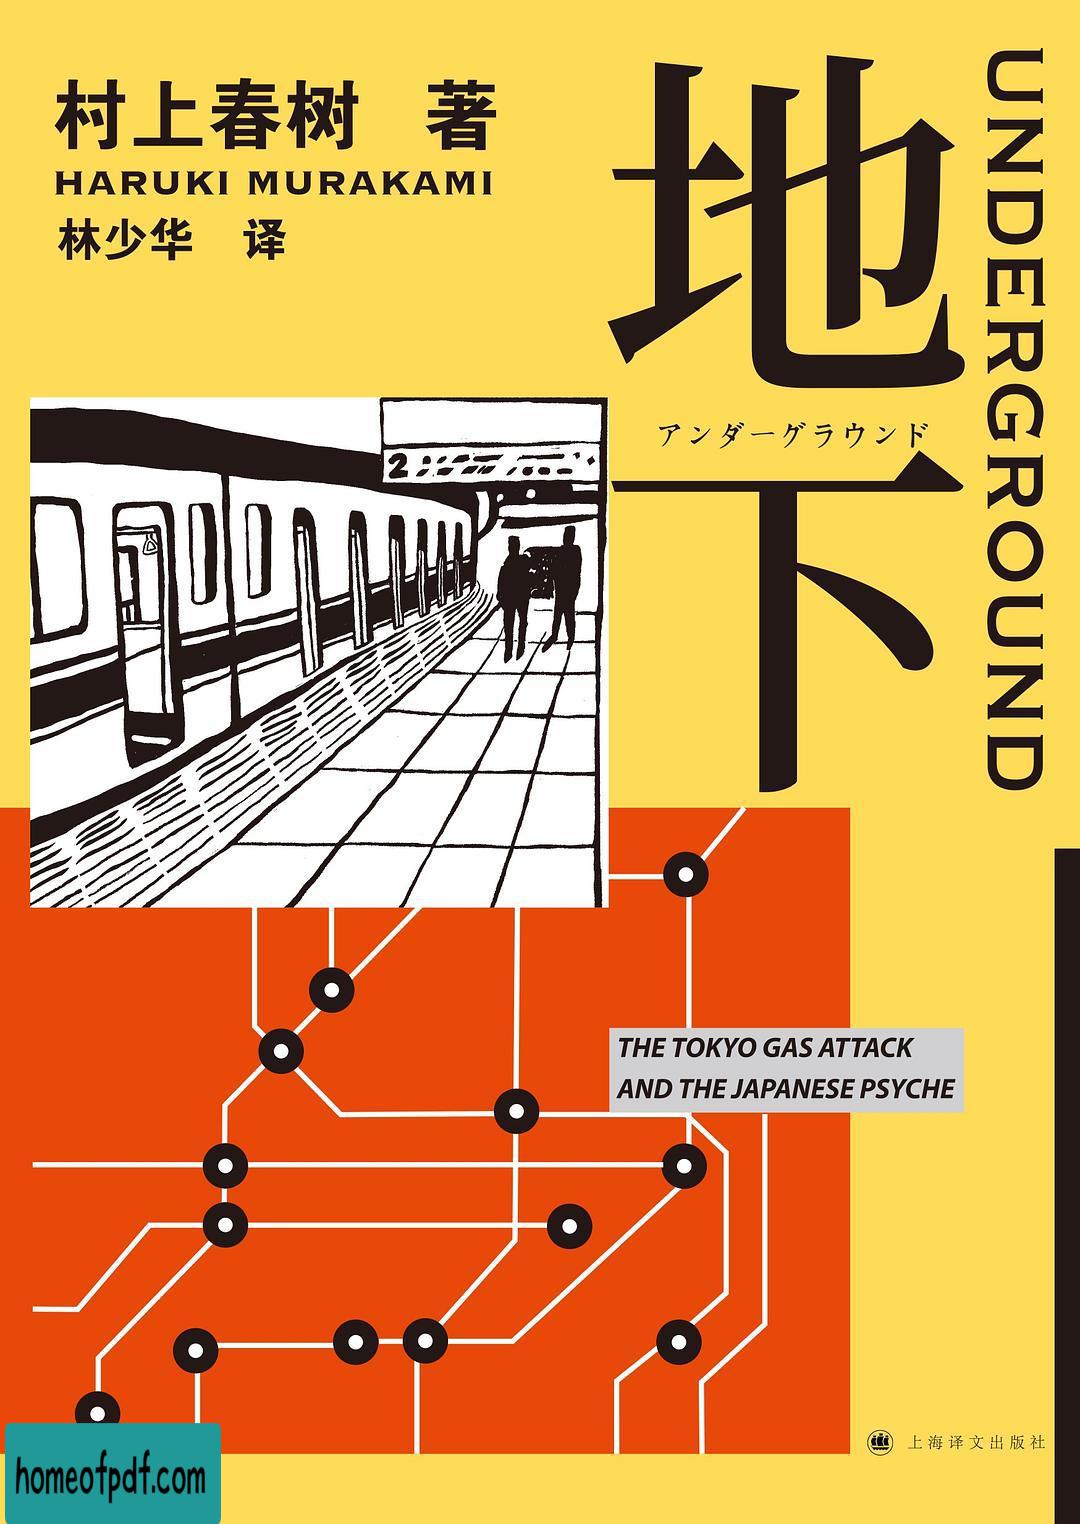 村上春树 著
HARUKI MURAKAMI
林少华 译
地下
アンダーグラウンド
UNDERGROUND
2
THE TOKYO GAS ATTACK
AND THE JAPANESE PSYCHE
上海译文出版社
homeofpdf.com